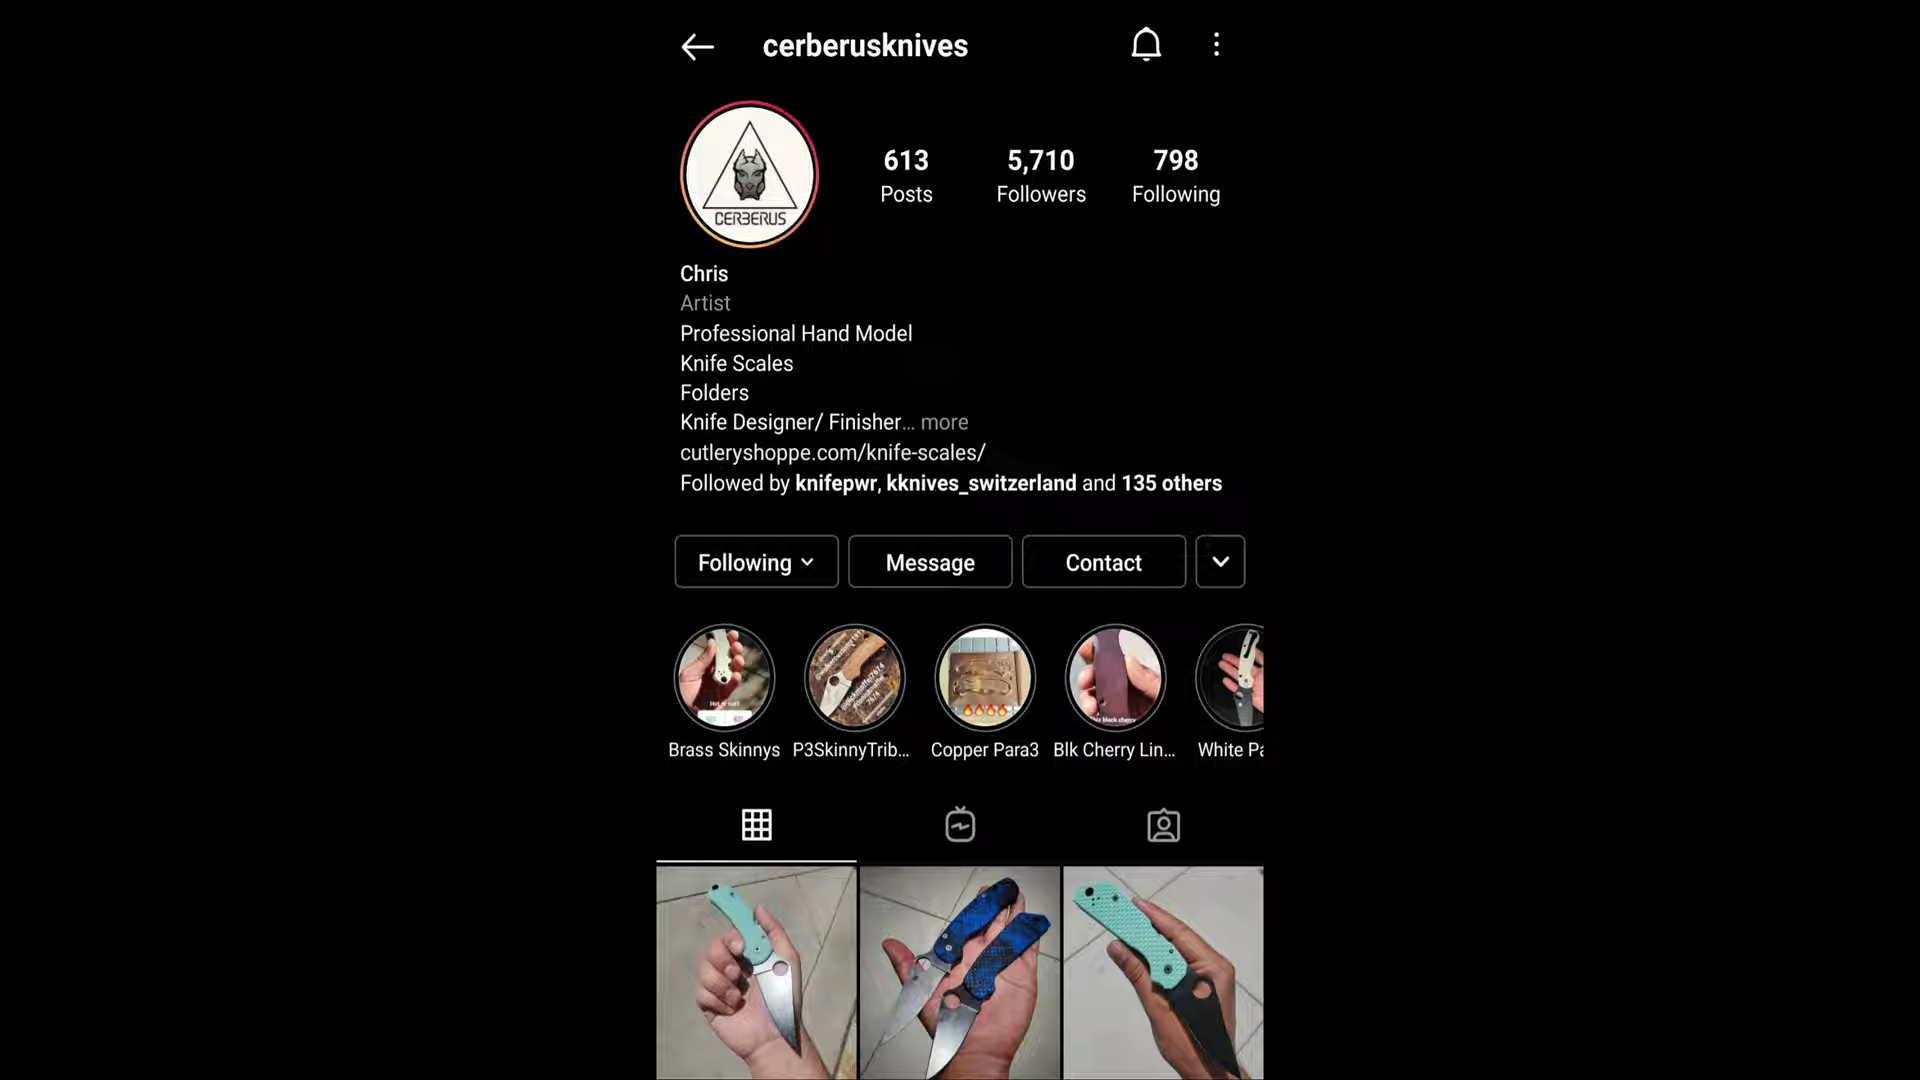 cerberusknives
CERBERUS
613
Posts
5,710
Followers
798
Following
Chris
Artist
Professional Hand Model
Knife Scales
Folders
Knife Designer/ Finisher... more
cutleryshoppe.com/knife-scales/
Followed by knifepwr, kknives_switzerland and 135 others
Following
Message
Contact
Brass Skinnys
P3SkinnyTrib...
Copper Para3
Blk Cherry Lin...
White Pa